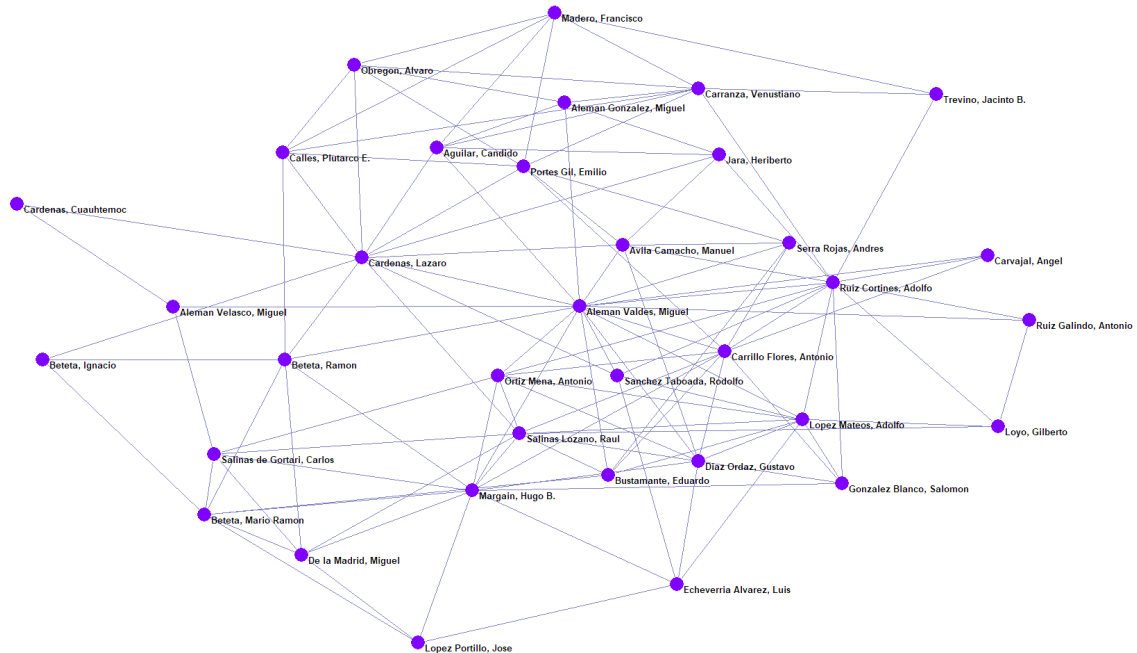 Madero, Francisco
Obregon, Alvaro
Carranza, Venustiano
Trevino, Jacinto B.
Aleman Gonzalez, Miguel
Aguilar, Candido
Calles, Plutarco E.
Jara, Heriberto
Portes Gil, Emilio
Cardenas, Cuauhtemoc
Serra Rojas, Andres
Avila Camacho, Manuel
Cardenas, Lazaro
Carvajal, Angel
Ruiz Cortines, Adolfo
Aleman Velasco, Miguel
Aleman Valdes, Miguel
Ruiz Galindo, Antonio
Carrillo Flores, Antonio
Beteta, Ignacio
Beteta, Ramon
Ortiz Mena, Antonio
Sanchez Taboada, Rodolfo
Lopez Mateos, Adolfo
Loyo, Gilberto
Salinas Lozano, Raul
Salinas de Gortari, Carlos
Diaz Ordaz, Gustavo
Bustamante, Eduardo
Gonzalez Blanco, Salomon
Margain, Hugo B.
Beteta, Mario Ramon
De la Madrid, Miguel
Echeverria Alvarez, Luis
Lopez Portillo, Jose